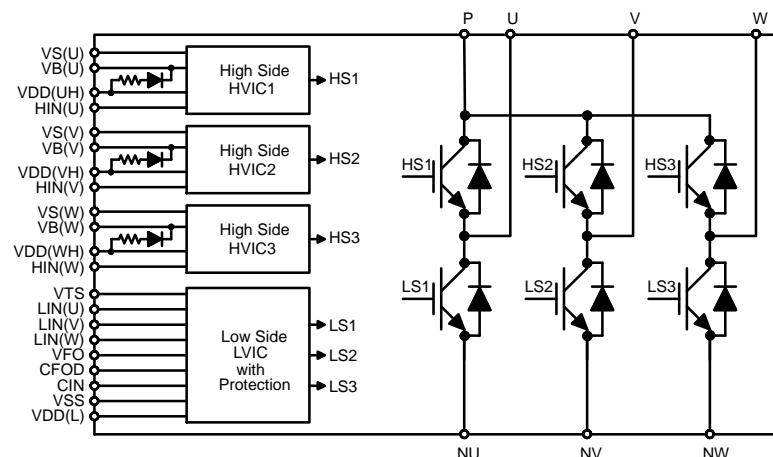 P U V W
VS(U)
VB(U)
VDD(UH)
HIN(U)
High Side
HVIC1
HS1
VS(V)
VB(V)
VDD(VH)
HIN(V)
High Side
HVIC2
HS2
VS(W)
VB(W)
VDD(WH)
HIN(W)
High Side
HVIC3
HS3
VTS
LIN(U)
LIN(V)
LIN(W)
VFO
CFOD
CIN
VSS
VDD(L)
Low Side
LVIC
with
Protection
LS1
LS2
LS3
HS1 HS2 HS3
LS1 LS2 LS3
NU NV NW